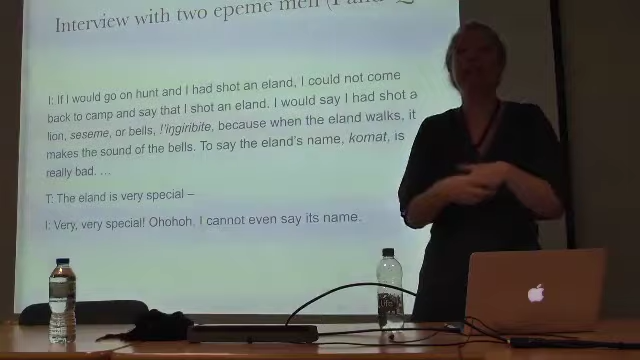 Interview with two epeme men (I and
I: If I would go on hunt and I had shot an eland, I could not come
back to camp and say that I shot an eland. I would say I had shot a
lion, seseme, or bells, !'iŋgiribite, because when the eland walks, it
makes the sound of the bells. To say the eland's name, komat, is
really bad. …
T: The eland is very special –
I: Very, very special! Ohohoh. I cannot even say its name.